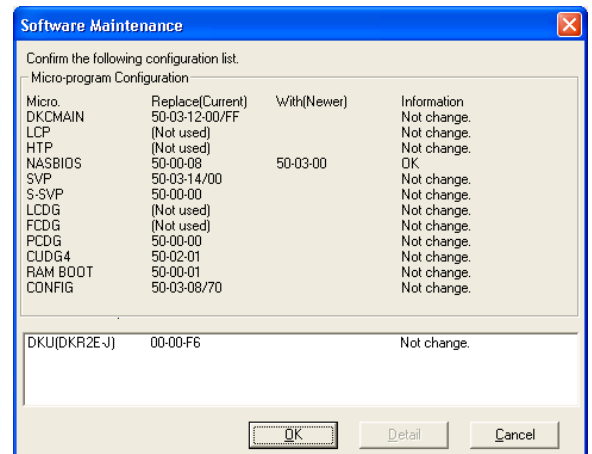 Software Maintenance
Confirm the following configuration list.
Micro-program Configuration
Micro. Replace(Current) With(Newer) Information
DKCMAIN 50-03-12-00/FF Not change.
LCP (Not used) Not change.
HTP (Not used) Not change.
NASBIOS 50-00-08 50-03-00 OK
SVP 50-03-14/00 Not change.
S-SVP 50-00-00 Not change.
LCDG (Not used) Not change.
FCDG (Not used) Not change.
PCDG 50-00-00 Not change.
CUDG4 50-02-01 Not change.
RAM BOOT 50-00-01 Not change.
CONFIG 50-03-08/70 Not change.
DKU(DKR2E-J) 00-00-F6 Not change.
OK Detail Cancel